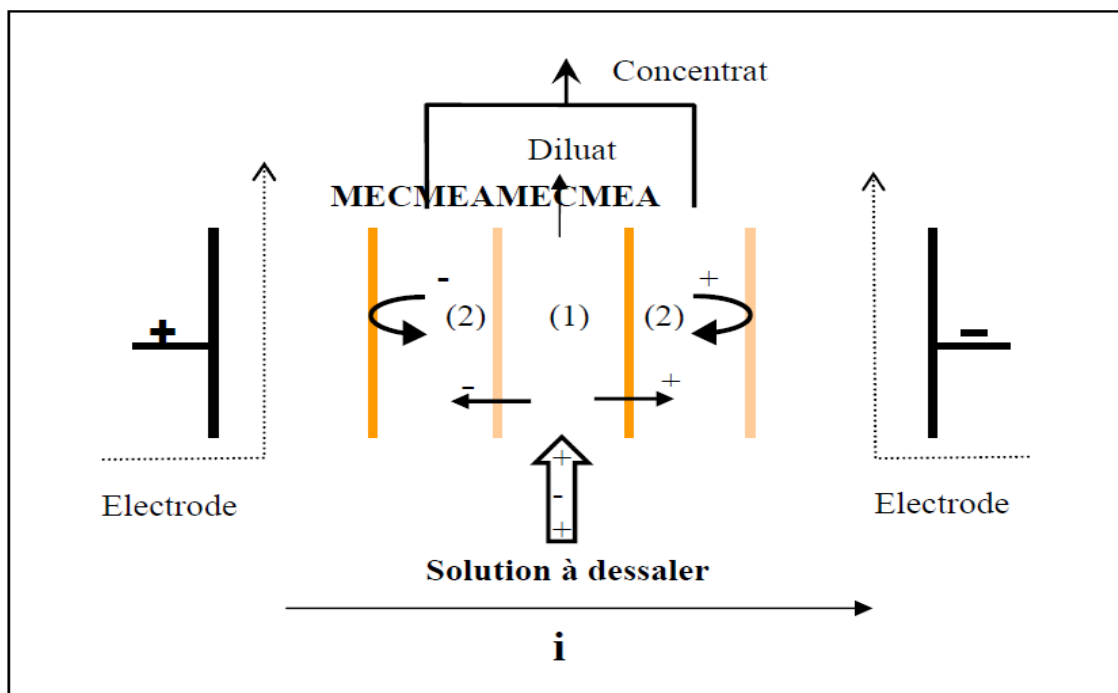 Concentrat
Diluat
MECMEAMECMEA
- +
(2) (1) (2)
+ -
- +
Electrode Electrode
+
-
+
Solution à dessaler
i